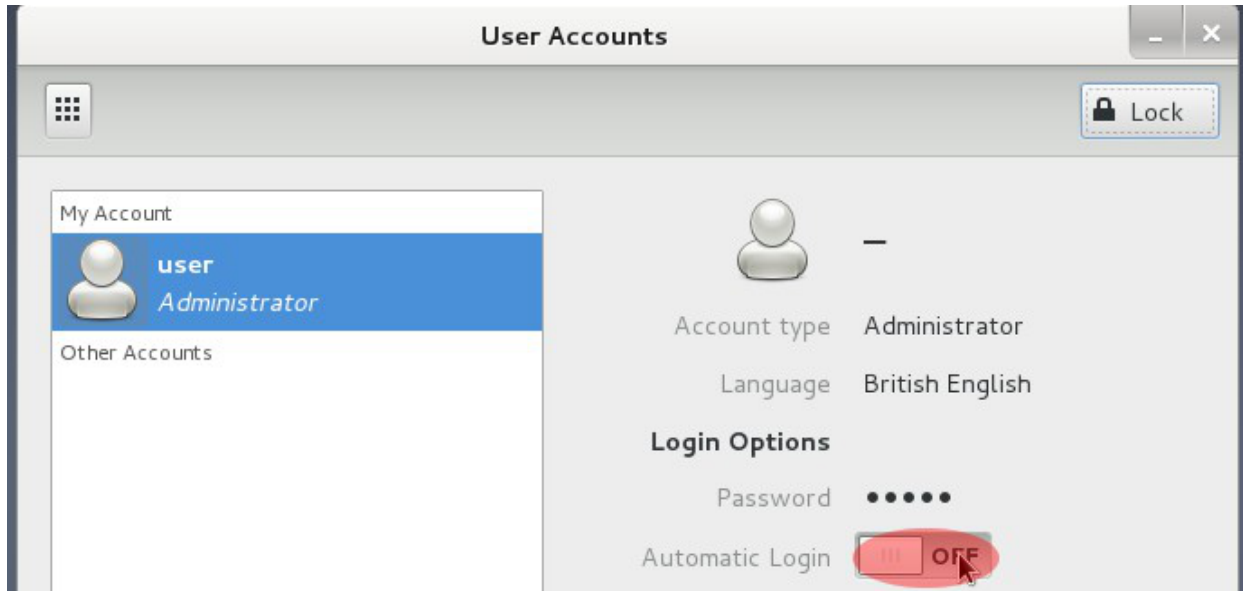 User Accounts
Lock
My Account
user
Administrator
Other Accounts
–
Account type Administrator
Language British English
Login Options
Password •••••
Automatic Login OFF